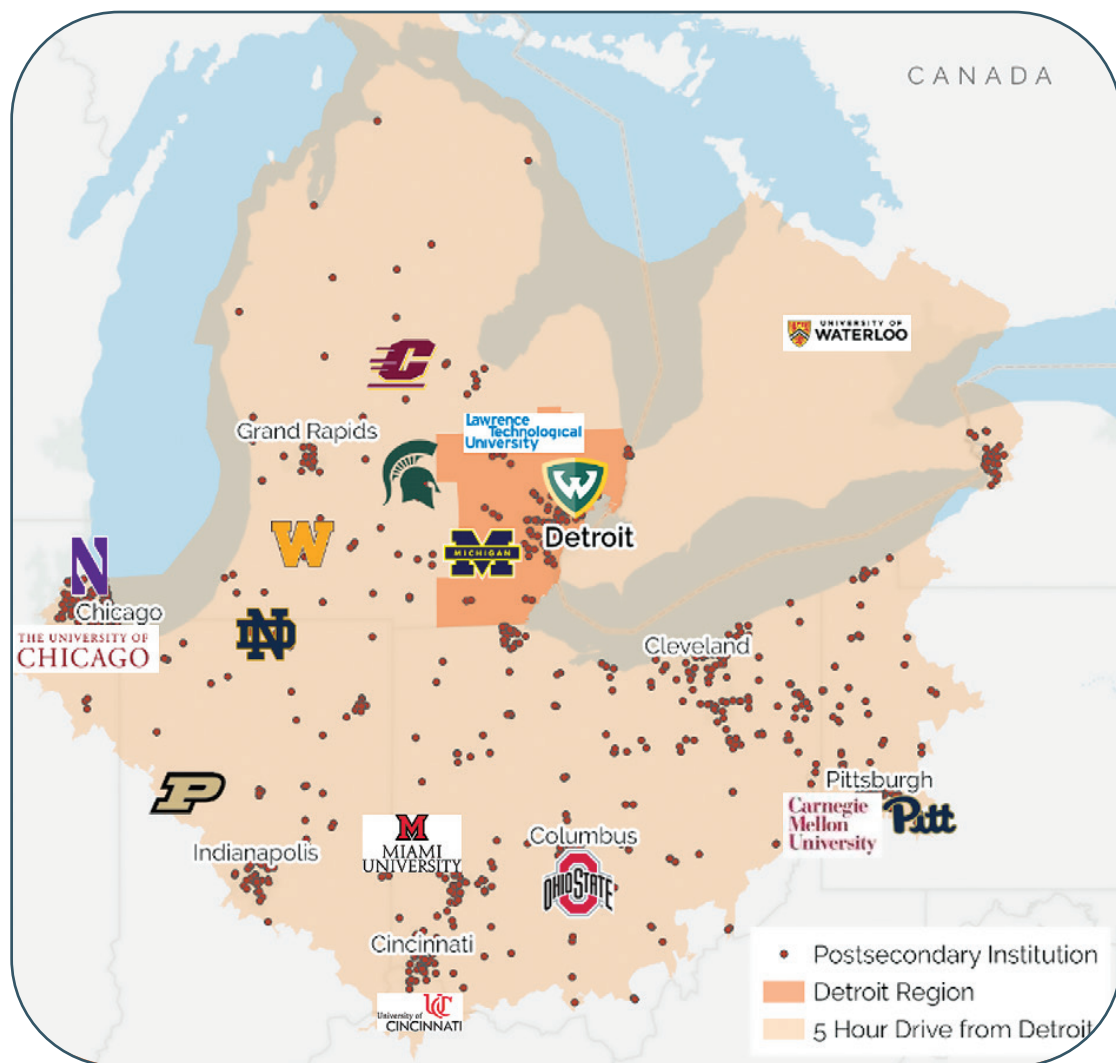 CANADA
UNIVERSITY OF
WATERLOO
C
Grand Rapids
Lawrence
Technological
University
W
Detroit
W
M
MICHIGAN
N
Chicago
THE UNIVERSITY OF
CHICAGO
ND
Cleveland
P
Pittsburgh
Carnegie
Mellon
University
Pitt
Indianapolis
M
MIAMI
UNIVERSITY
Columbus
OHIO STATE
Cincinnati
UC
University of
CINCINNATI
Postsecondary Institution
Detroit Region
5 Hour Drive from Detroit